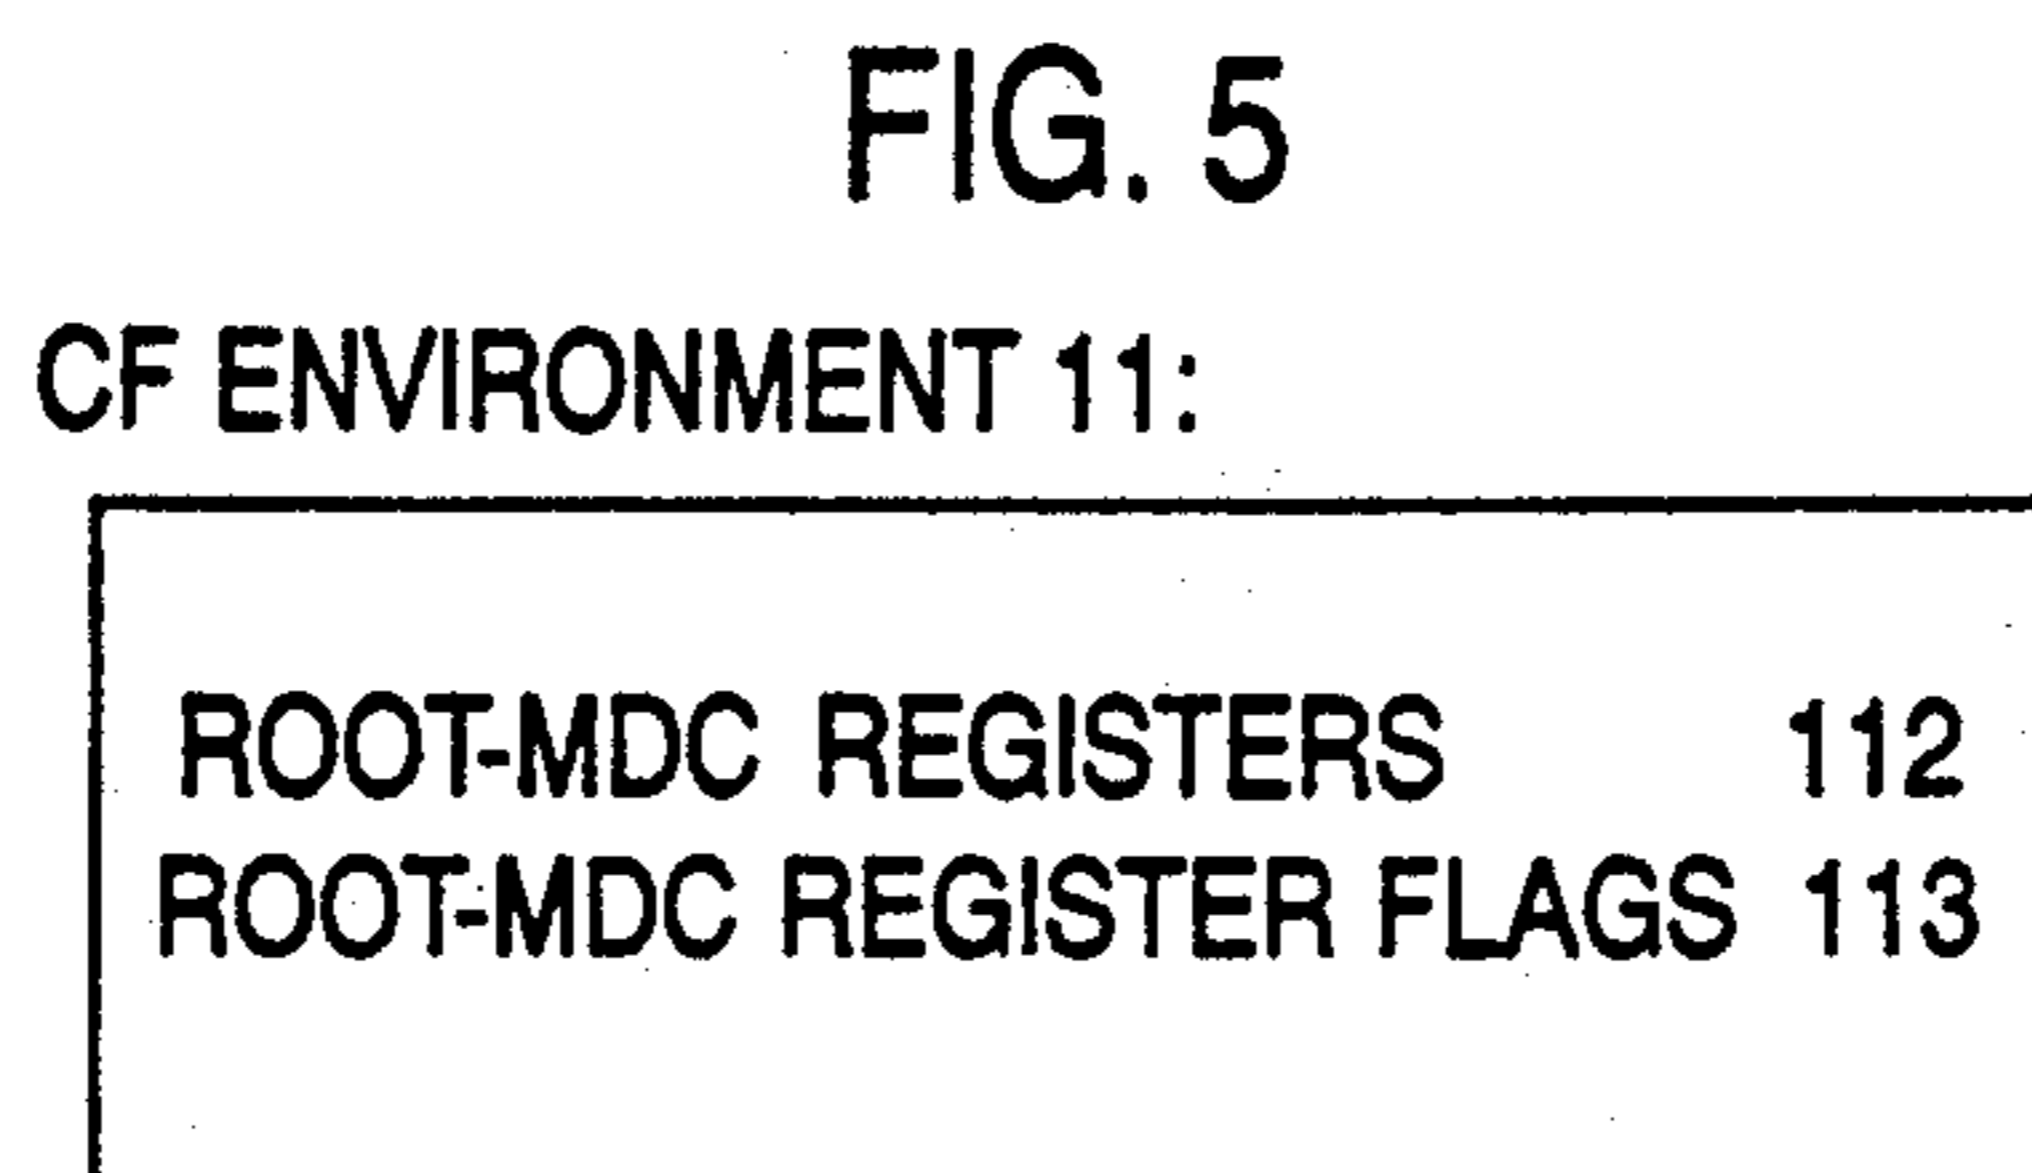 FIG. 5
CF ENVIRONMENT 11:
ROOT-MDC REGISTERS 112
ROOT-MDC REGISTER FLAGS 113